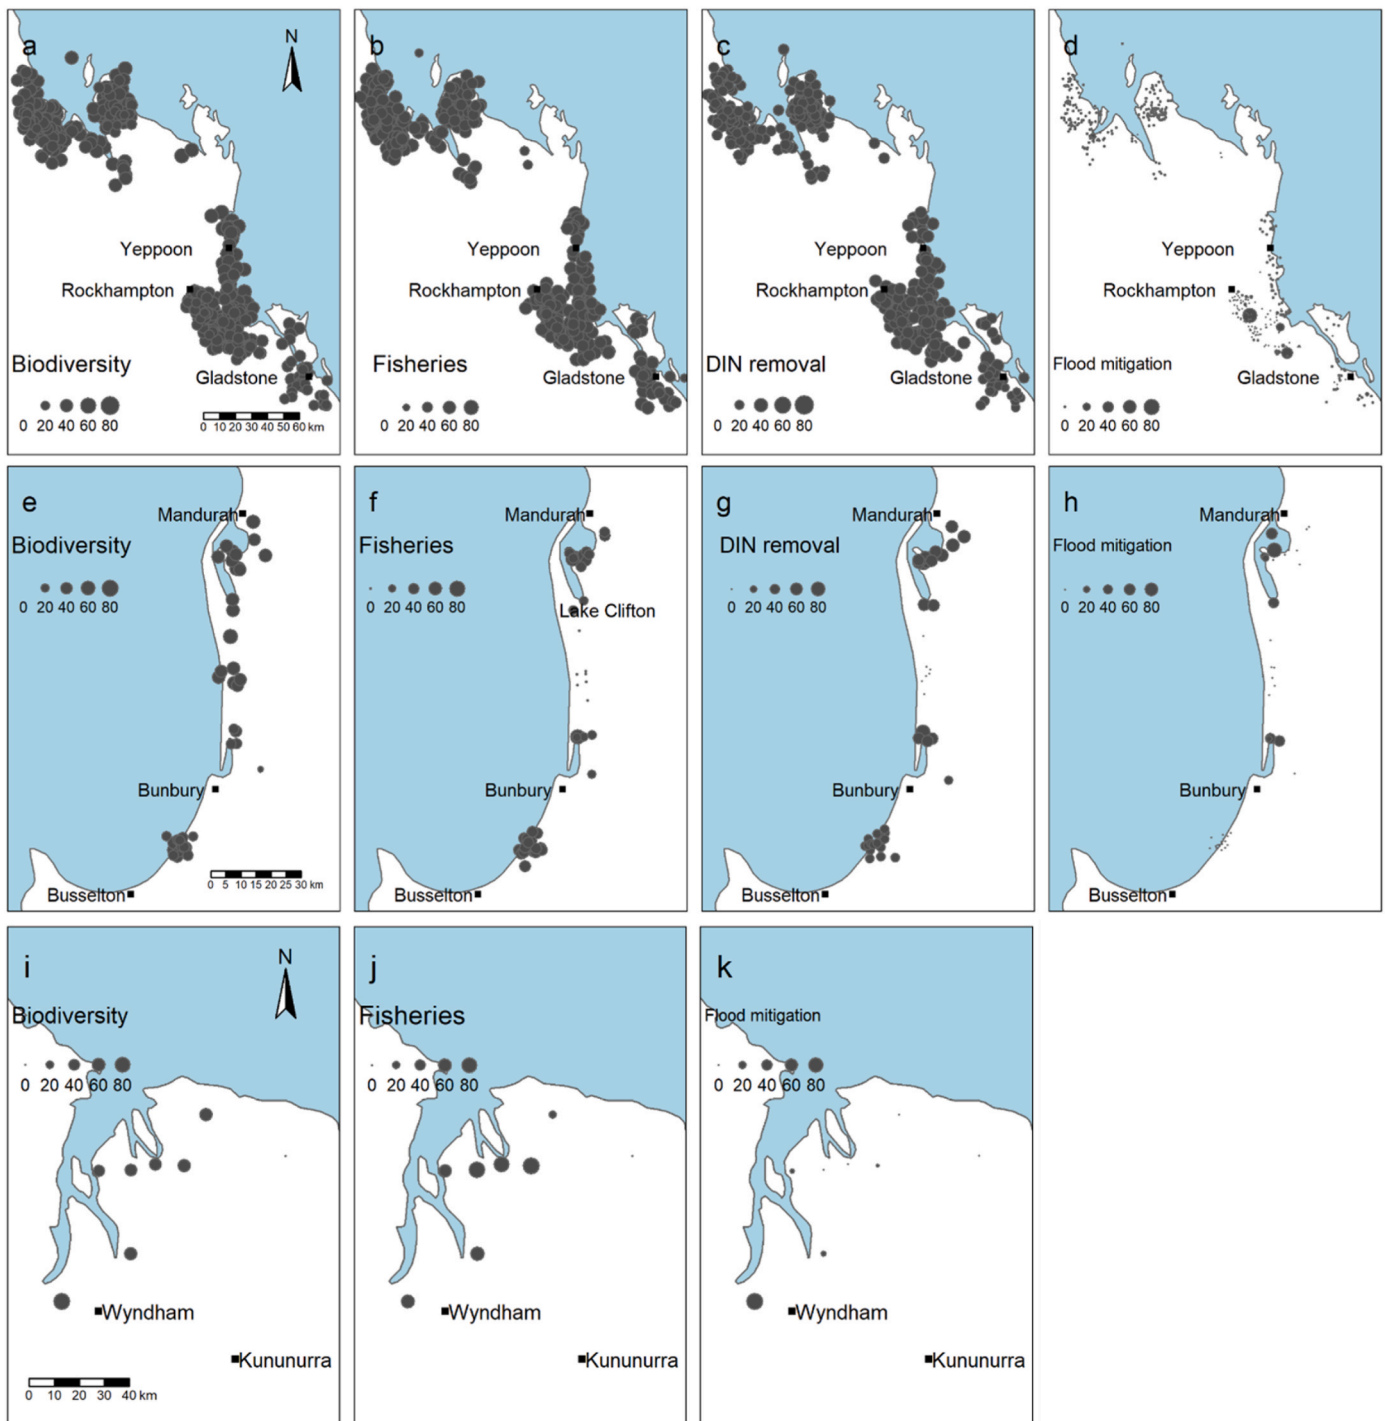 a
N
Yeppoon
Rockhampton
Biodiversity
Gladstone
0 20 40 60 80
0 10 20 30 40 50 60 km
b
Yeppoon
Rockhampton
Fisheries
Gladstone
0 20 40 60 80
c
Yeppoon
Rockhampton
DIN removal
Gladstone
0 20 40 60 80
d
Yeppoon
Rockhampton
Flood mitigation
Gladstone
0 20 40 60 80
e
Mandurah
Biodiversity
0 20 40 60 80
Bunbury
0 5 10 15 20 25 30 km
Busselton
f
Mandurah
Fisheries
0 20 40 60 80
Lake Clifton
Bunbury
Busselton
g
Mandurah
DIN removal
0 20 40 60 80
Bunbury
Busselton
h
Mandurah
Flood mitigation
0 20 40 60 80
Bunbury
Busselton
i
N
Biodiversity
0 20 40 60 80
Wyndham
Kununurra
0 10 20 30 40 km
j
Fisheries
0 20 40 60 80
Wyndham
Kununurra
k
Flood mitigation
0 20 40 60 80
Wyndham
Kununurra